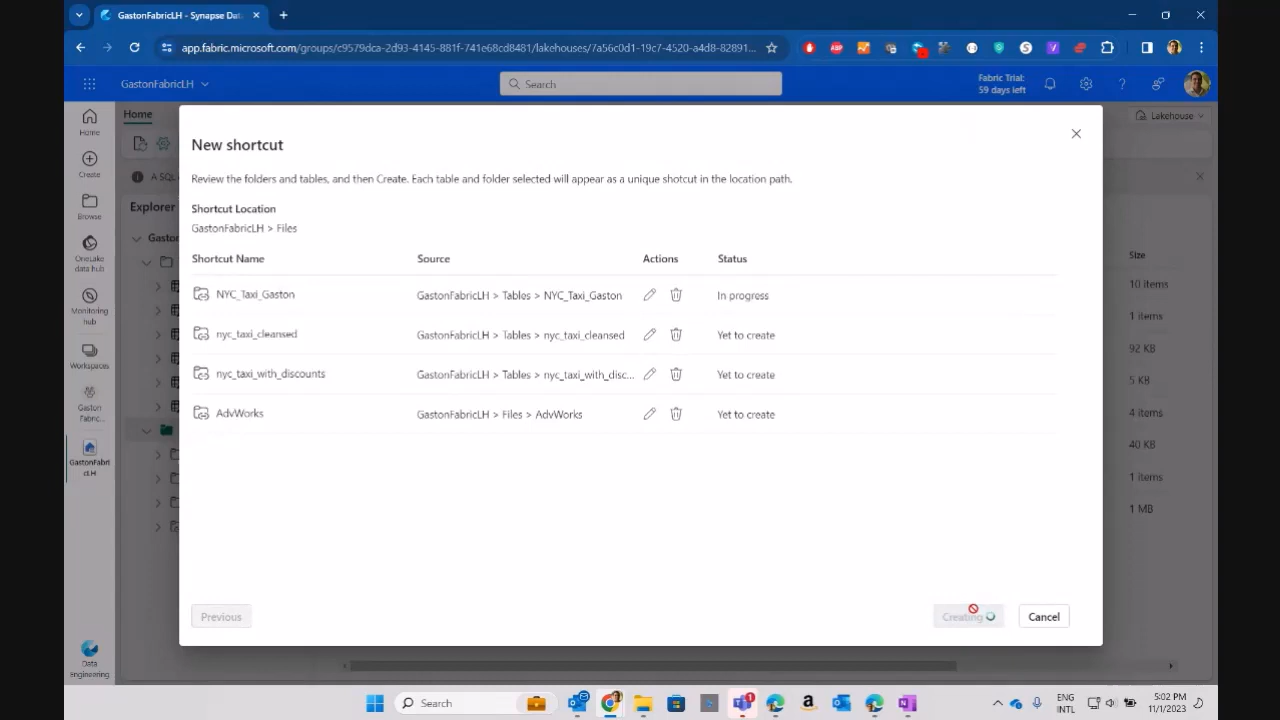 GastonFabricLH - Synapse Dat
app.fabric.microsoft.com/groups/c9579dca-2d93-4145-881f-741e68cd8481/lakehouses/7a56c0d1-19c7-4520-a4d8-82891...
GastonFabricLH
Search
Fabric Trial:
59 days left
Home
Create
Browse
OneLake
data hub
Monitoring
hub
Workspaces
Gaston
Fabric...
GastonFabri
cLH
Data
Engineering
Home
Lakehouse
A SQL
Explorer
Gasto
Size
10 items
1 items
92 KB
5 KB
4 items
40 KB
1 items
1 MB
New shortcut
Review the folders and tables, and then Create. Each table and folder selected will appear as a unique shotcut in the location path.
Shortcut Location
GastonFabricLH > Files
Shortcut Name Source Actions Status
NYC_Taxi_Gaston GastonFabricLH > Tables > NYC_Taxi_Gaston In progress
nyc_taxi_cleansed GastonFabricLH > Tables > nyc_taxi_cleansed Yet to create
nyc_taxi_with_discounts GastonFabricLH > Tables > nyc_taxi_with_disc... Yet to create
AdvWorks GastonFabricLH > Files > AdvWorks Yet to create
Previous
Creating
Cancel
Search
ENG
INTL
5:02 PM
11/1/2023